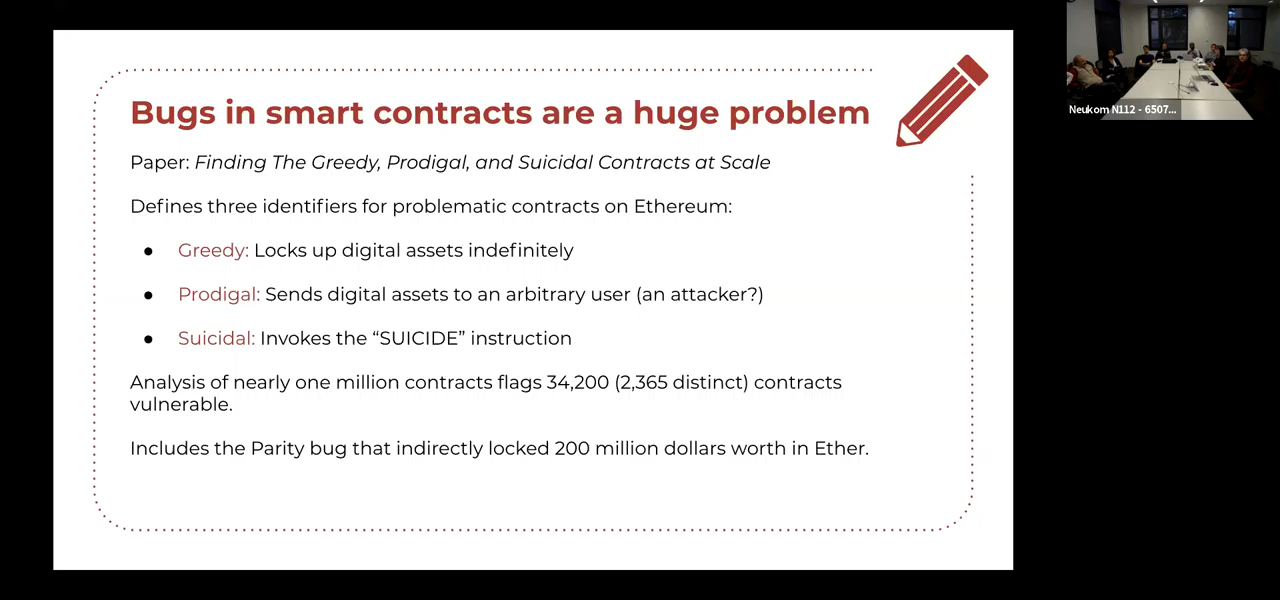 Bugs in smart contracts are a huge problem
Paper: Finding The Greedy, Prodigal, and Suicidal Contracts at Scale
Defines three identifiers for problematic contracts on Ethereum:
● Greedy: Locks up digital assets indefinitely
● Prodigal: Sends digital assets to an arbitrary user (an attacker?)
● Suicidal: Invokes the “SUICIDE” instruction
Analysis of nearly one million contracts flags 34,200 (2,365 distinct) contracts
vulnerable.
Includes the Parity bug that indirectly locked 200 million dollars worth in Ether.
Neukom N112 - 6507...